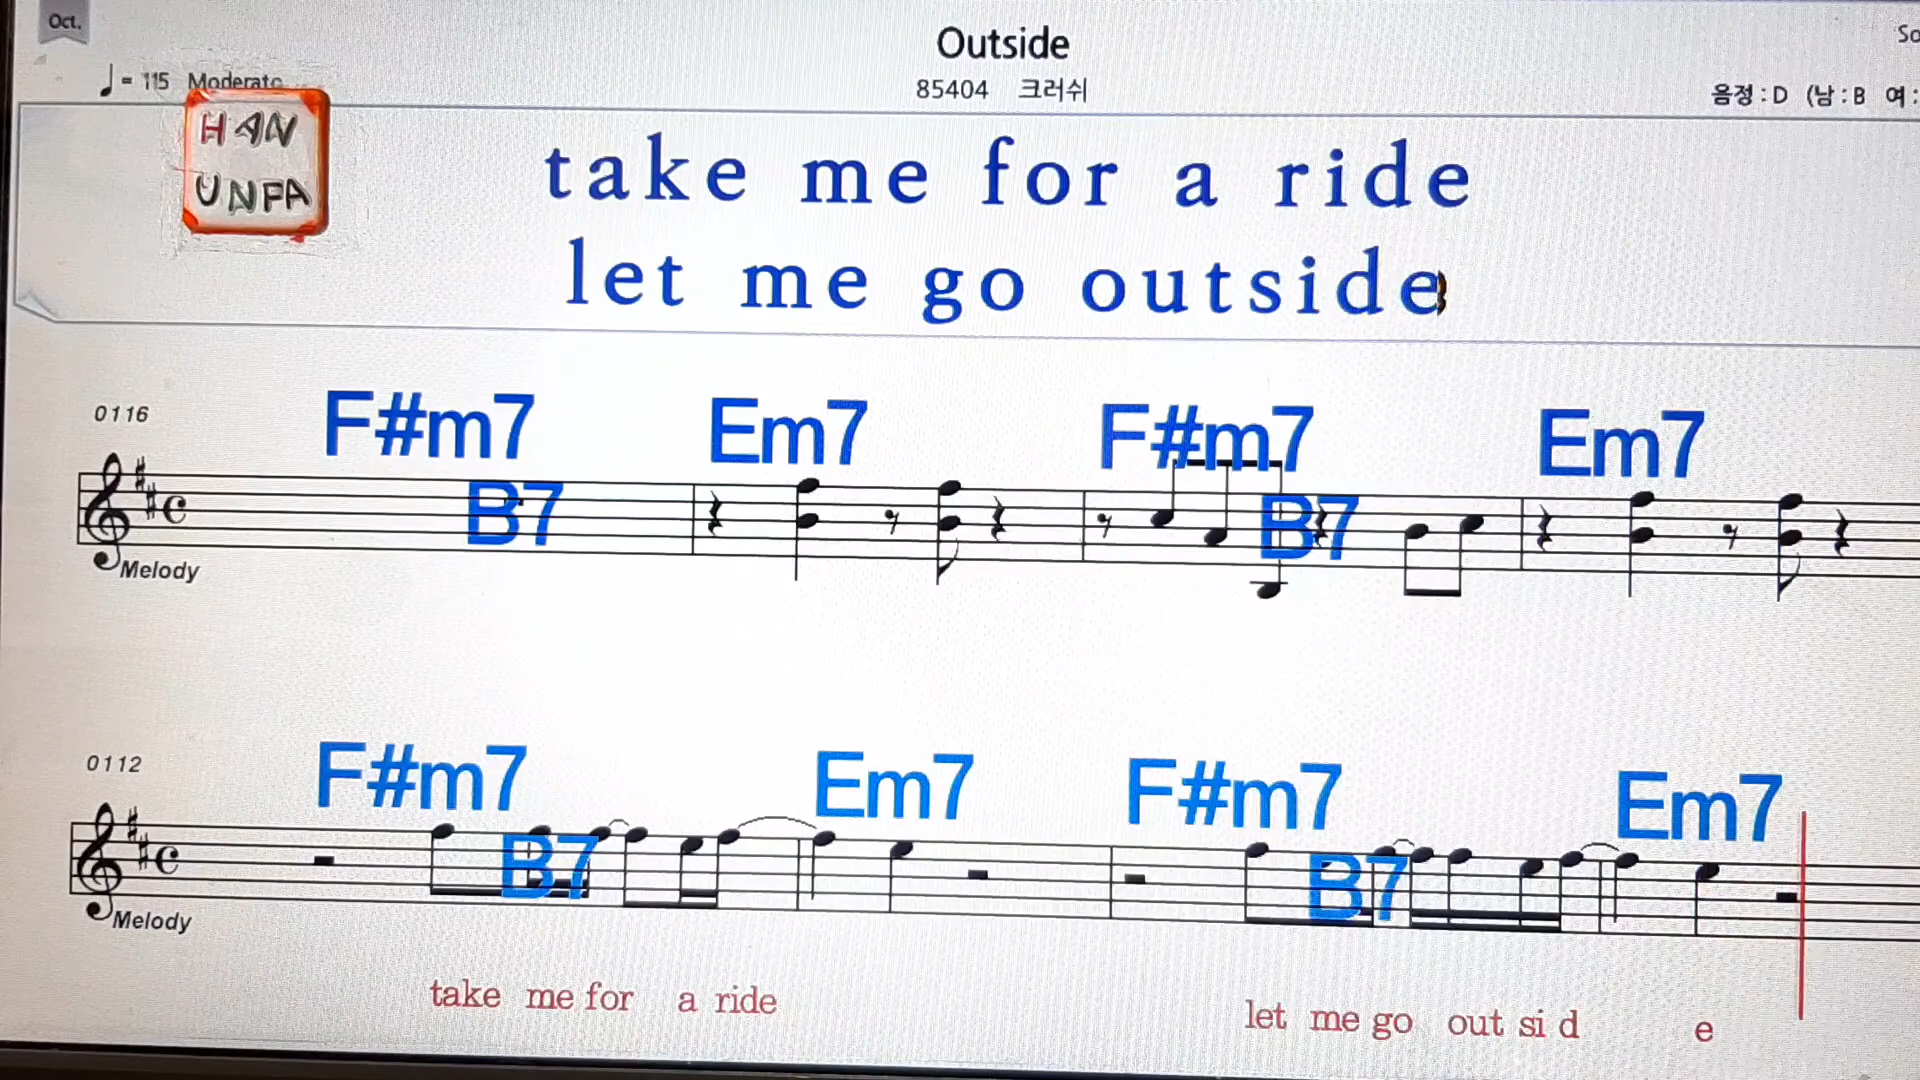 Oct.
Outside
So
♩= 115 Moderato
85404 크러쉬
음정 : D (남 : B 여 :
HAN
UNFA
take me for a ride
let me go outside
0116
F#m7 Em7 F#m7 Em7
B7 B7
Melody
0112
F#m7 Em7 F#m7 Em7
B7 B7
Melody
take me for a ride let me go out si d e